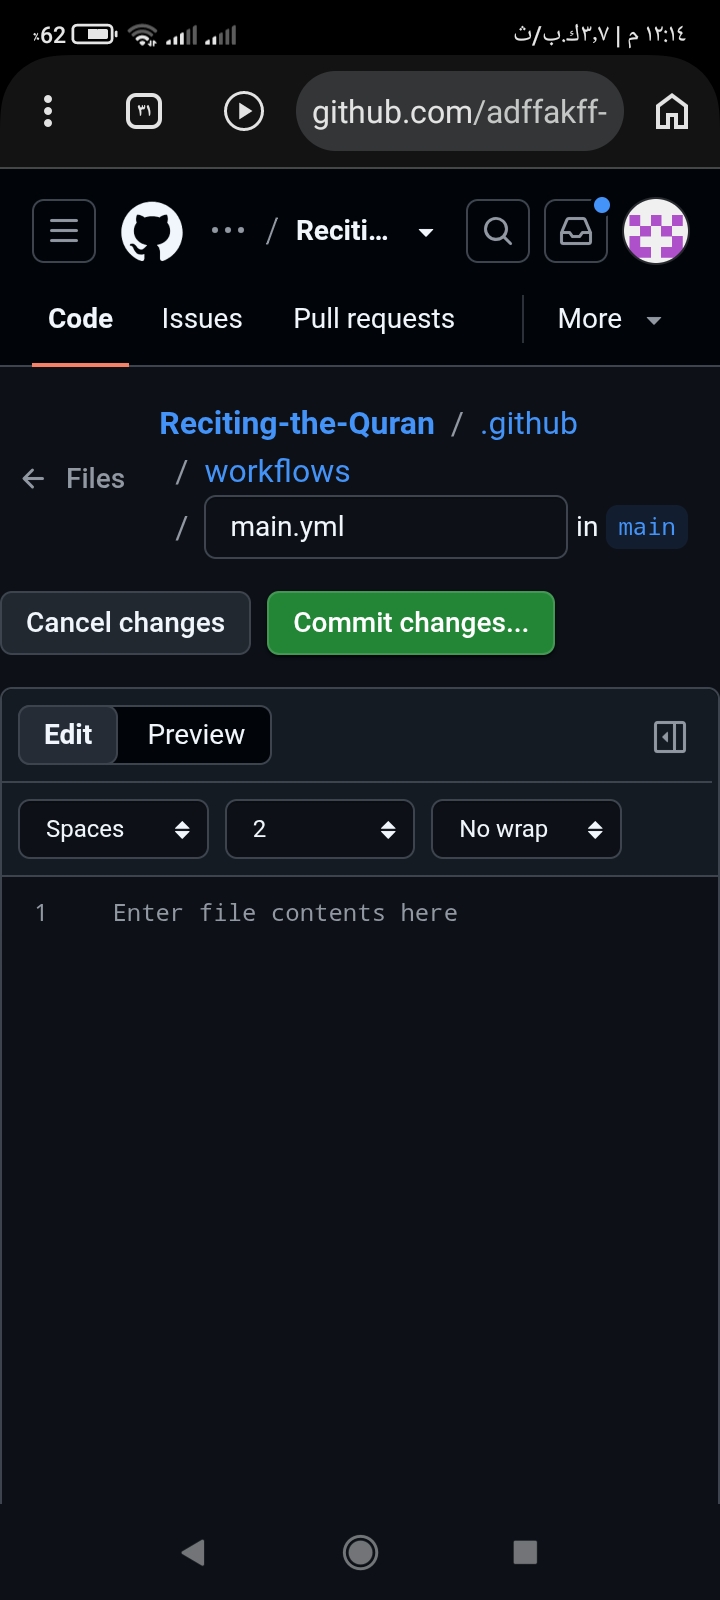 ٪62
١٢:١٤ م | ٣,٧ك.ب/ث
٣١
github.com/adffakff-
/ Reciti...
Code Issues Pull requests More
Reciting-the-Quran / .github
/ workflows
← Files
/ main.yml in main
Cancel changes Commit changes...
Edit Preview
Spaces 2 No wrap
1 Enter file contents here